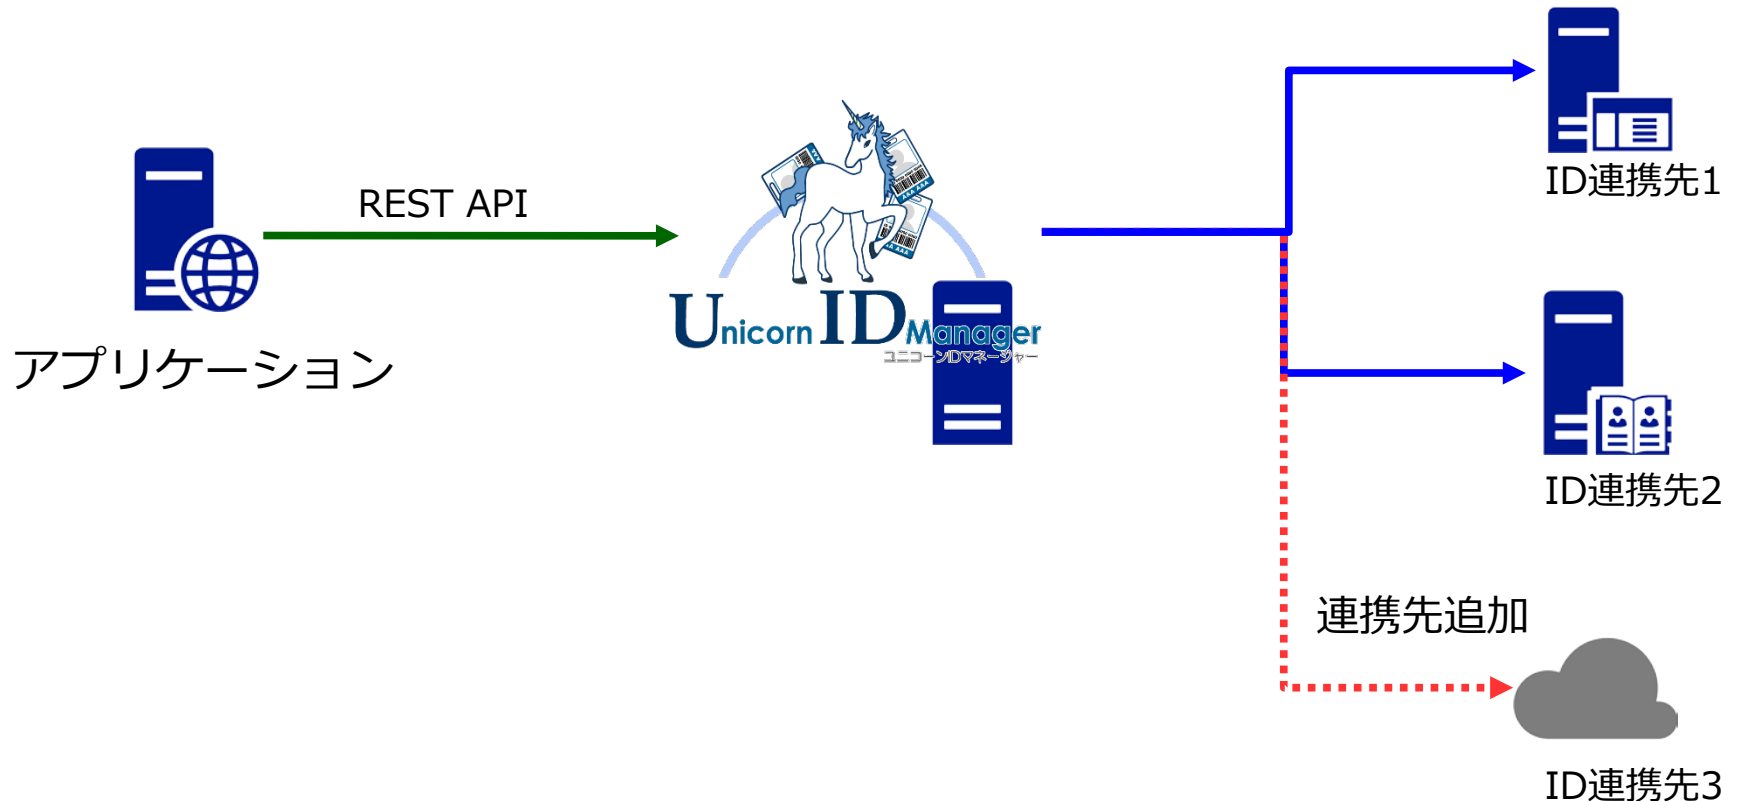 アプリケーション
REST API
Unicorn ID Manager
ユニコーンIDマネージャー
ID連携先1
ID連携先2
連携先追加
ID連携先3